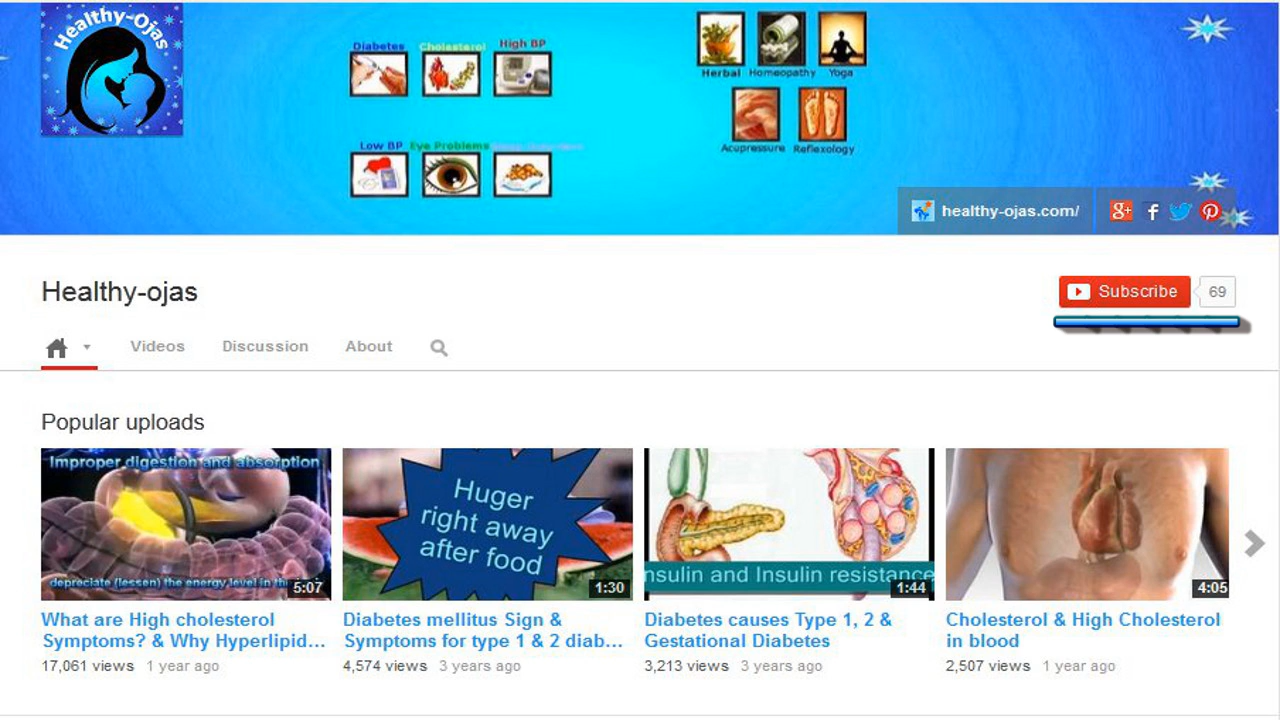 Healthy-Ojas
Diabetes Cholesterol High BP
Low BP Eye Problems
Herbal Homeopathy Yoga
Acupressure Reflexology
healthy-ojas.com/
Healthy-ojas
Subscribe 69
Videos Discussion About
Popular uploads
Improper digestion and absorption
depreciate (lessen) the energy level in
5:07
Huger
right away
after food
1:30
nsulin and Insulin resistance
1:44
4:05
What are High cholesterol
Symptoms? & Why Hyperlipid...
17,061 views 1 year ago
Diabetes mellitus Sign &
Symptoms for type 1 & 2 diab...
4,574 views 3 years ago
Diabetes causes Type 1, 2 &
Gestational Diabetes
3,213 views 3 years ago
Cholesterol & High Cholesterol
in blood
2,507 views 1 year ago